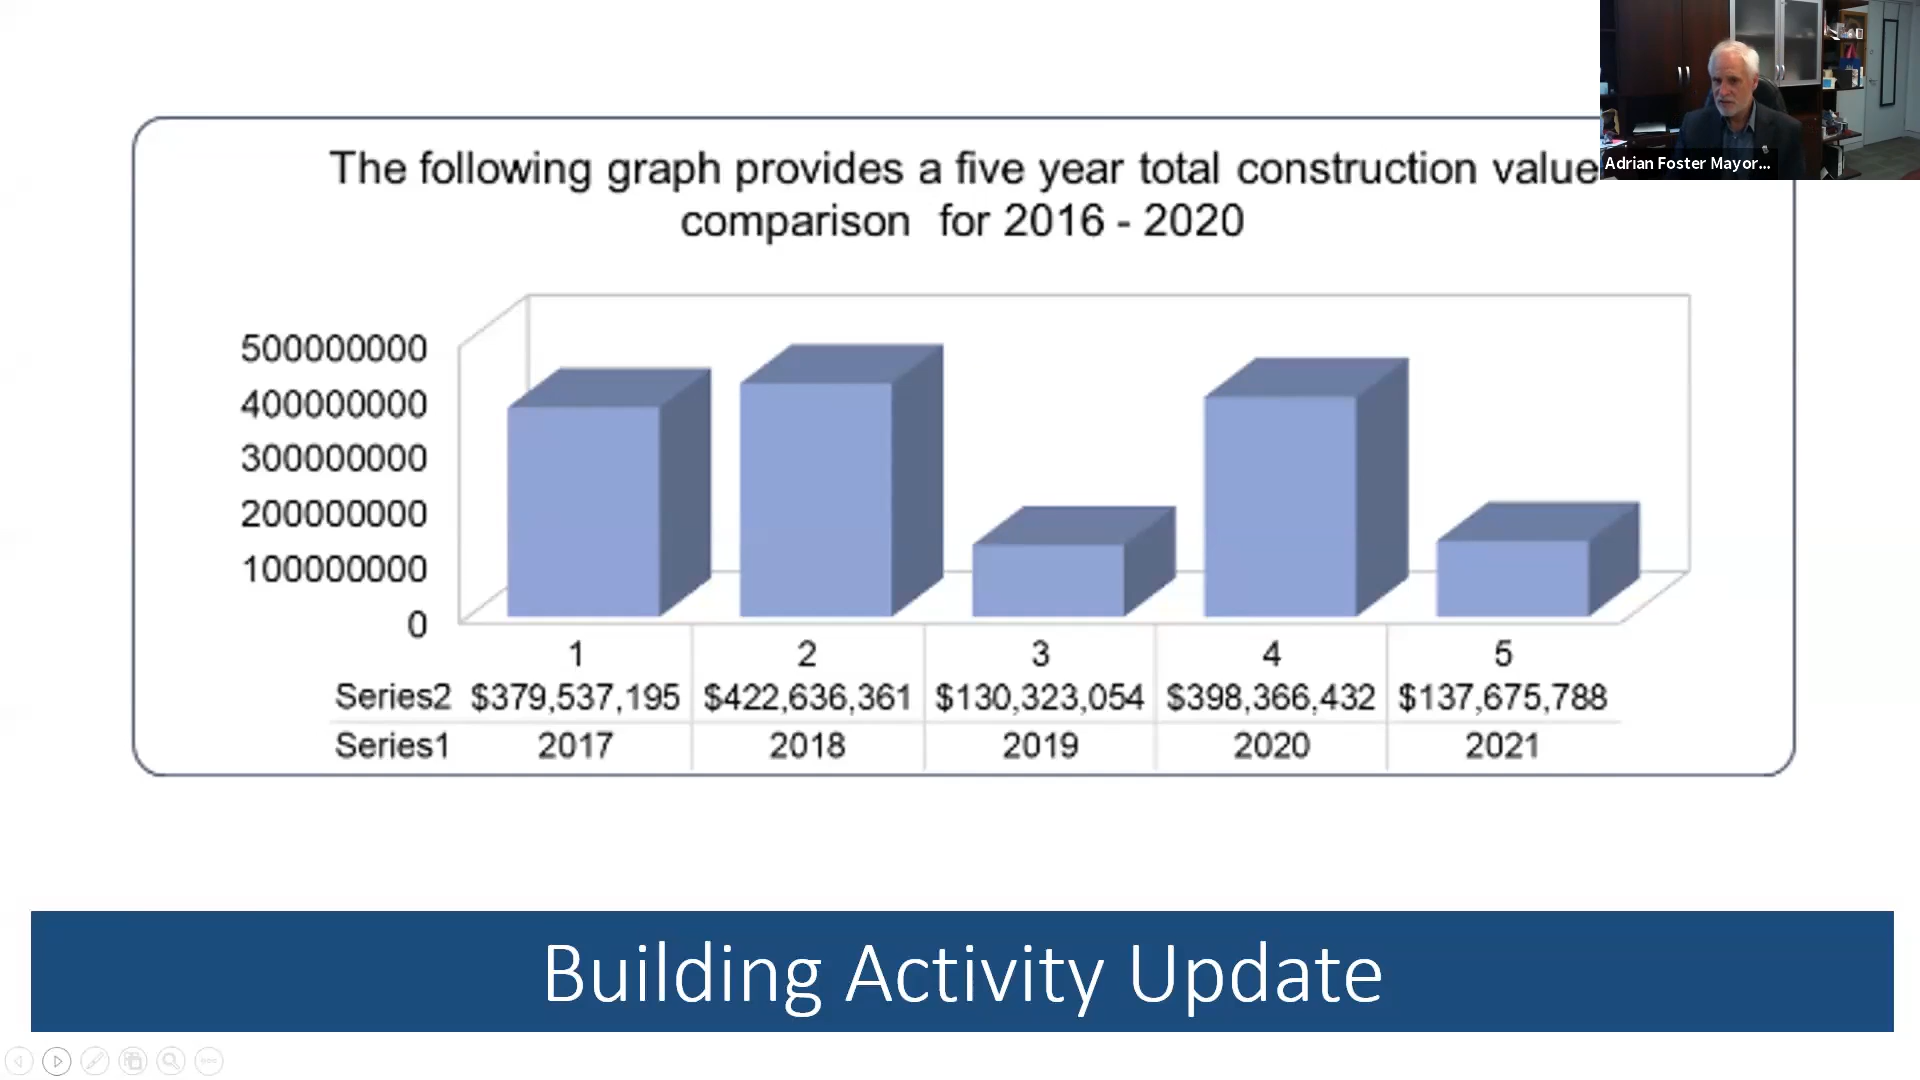 The following graph provides a five year total construction value
comparison for 2016 - 2020
500000000
400000000
300000000
200000000
100000000
0
1 2 3 4 5
Series2 $379,537,195 $422,636,361 $130,323,054 $398,366,432 $137,675,788
Series1 2017 2018 2019 2020 2021
Building Activity Update
Adrian Foster Mayor...